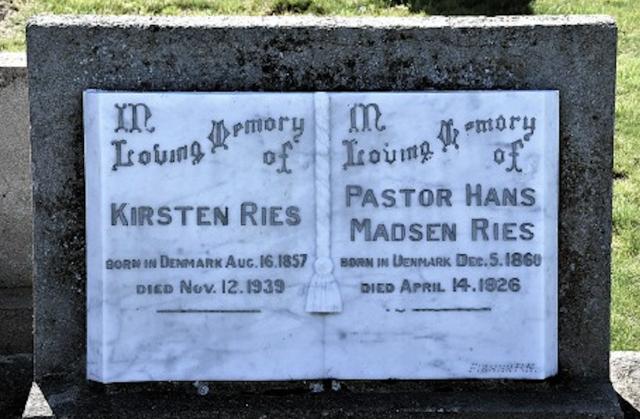 In
Loving Memory
of
KIRSTEN RIES
BORN IN DENMARK AUG. 16. 1857
DIED NOV. 12. 1939
In
Loving Memory
of
PASTOR HANS
MADSEN RIES
BORN IN DENMARK DEC. 5. 1860
DIED APRIL 14. 1926